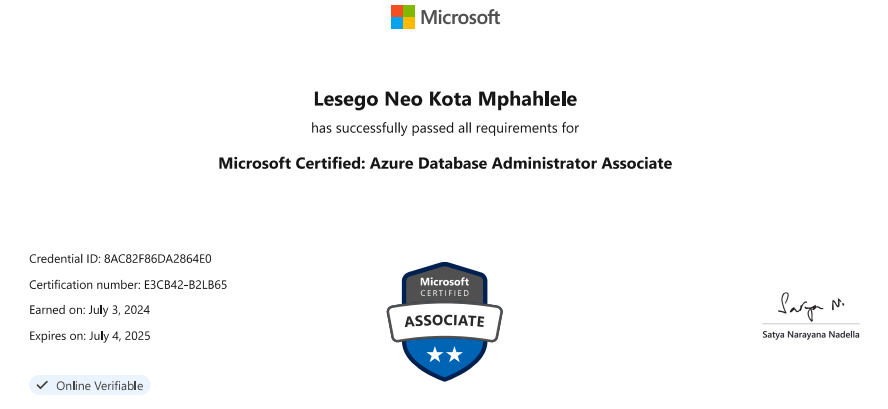 Microsoft
Lesego Neo Kota Mphahlele
has successfully passed all requirements for
Microsoft Certified: Azure Database Administrator Associate
Credential ID: 8AC82F86DA2864E0
Certification number: E3CB42-B2LB65
Earned on: July 3, 2024
Expires on: July 4, 2025
Online Verifiable
Microsoft
CERTIFIED
ASSOCIATE
Satya N.
Satya Narayana Nadella